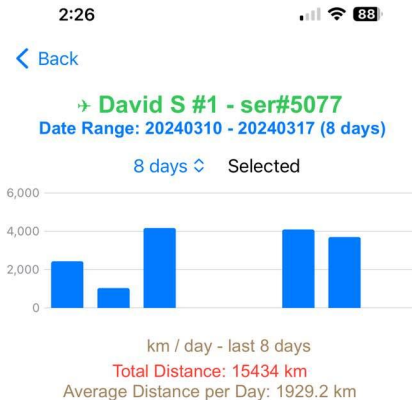 2:26
88
Back
✈ David S #1 - ser#5077
Date Range: 20240310 - 20240317 (8 days)
8 days Selected
6,000
4,000
2,000
0
km / day - last 8 days
Total Distance: 15434 km
Average Distance per Day: 1929.2 km